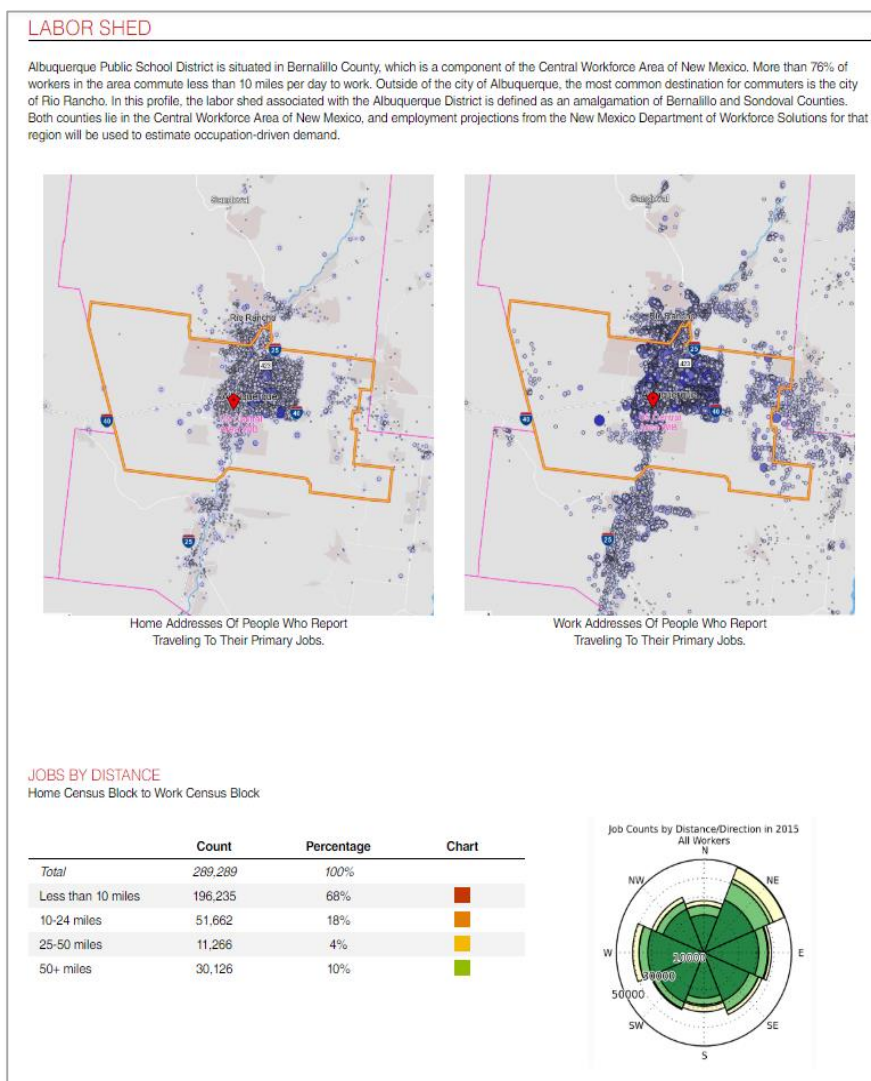 LABOR SHED
Albuquerque Public School District is situated in Bernalillo County, which is a component of the Central Workforce Area of New Mexico. More than 76% of
workers in the area commute less than 10 miles per day to work. Outside of the city of Albuquerque, the most common destination for commuters is the city
of Rio Rancho. In this profile, the labor shed associated with the Albuquerque District is defined as an amalgamation of Bernalillo and Sondoval Counties.
Both counties lie in the Central Workforce Area of New Mexico, and employment projections from the New Mexico Department of Workforce Solutions for that
region will be used to estimate occupation-driven demand.
Sandoval
Rio Rancho
25
423
40
40
25
Sandoval
25
423
40
40
25
Home Addresses Of People Who Report
Traveling To Their Primary Jobs.
Work Addresses Of People Who Report
Traveling To Their Primary Jobs.
JOBS BY DISTANCE
Home Census Block to Work Census Block
Count Percentage Chart
Total 289,289 100%
Less than 10 miles 196,235 68%
10-24 miles 51,662 18%
25-50 miles 11,266 4%
50+ miles 30,126 10%
Job Counts by Distance/Direction in 2015
All Workers
N
NW NE
W E
10000
30000
50000
SW SE
S